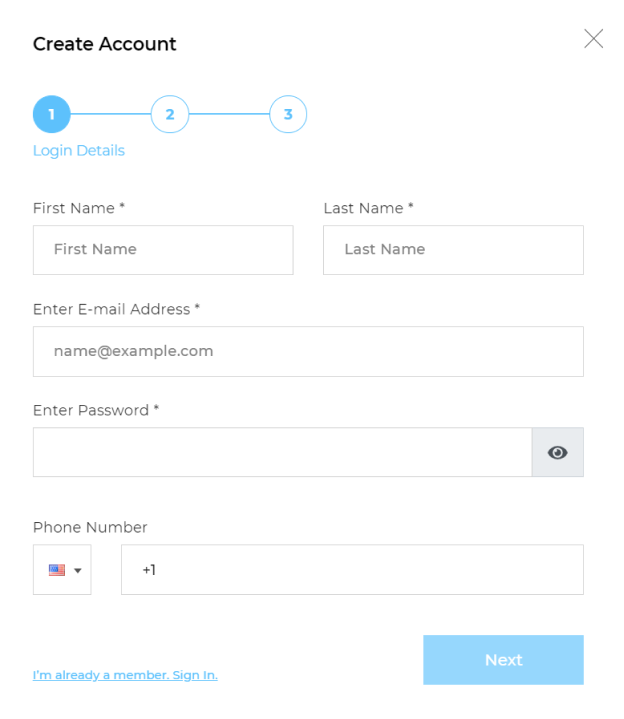 Create Account
1 2 3
Login Details
First Name * Last Name *
First Name Last Name
Enter E-mail Address *
name@example.com
Enter Password *
Phone Number
+1
I'm already a member. Sign In. Next